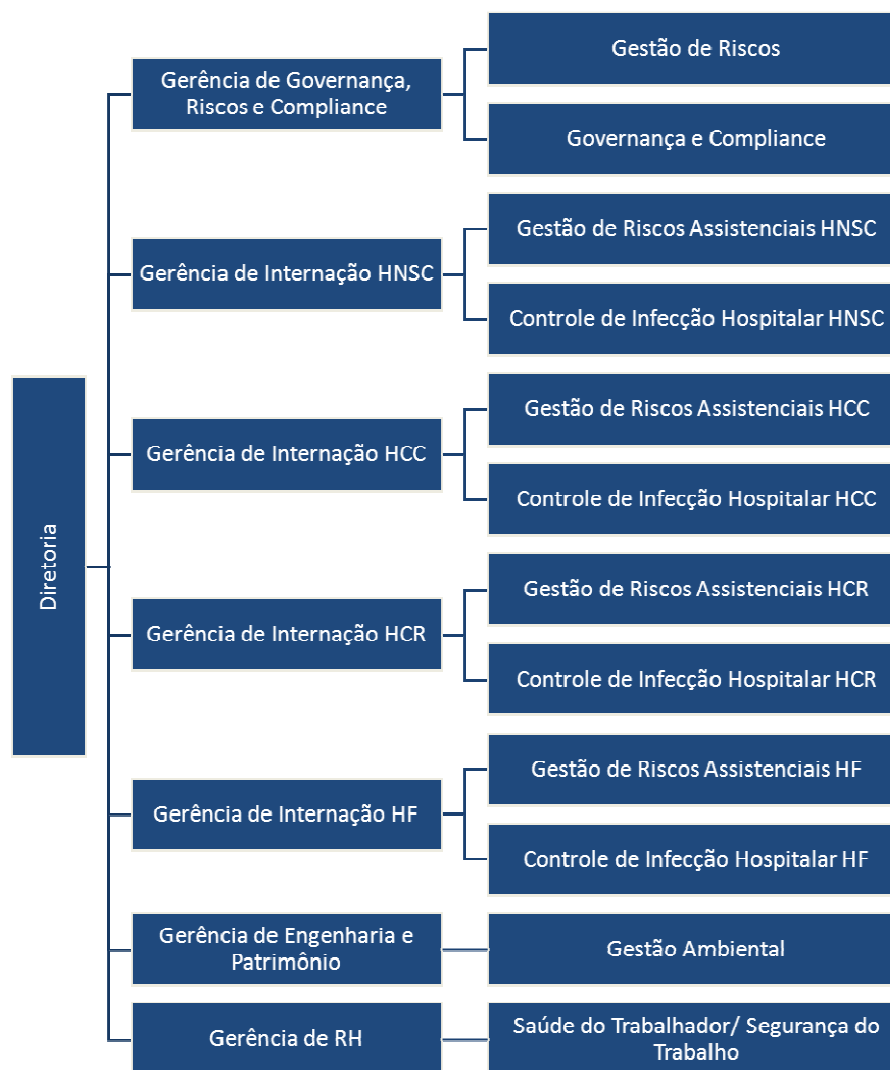 Diretoria
Gerência de Governança,
Riscos e Compliance
Gestão de Riscos
Governança e Compliance
Gerência de Internação HNSC
Gestão de Riscos Assistenciais HNSC
Controle de Infecção Hospitalar HNSC
Gerência de Internação HCC
Gestão de Riscos Assistenciais HCC
Controle de Infecção Hospitalar HCC
Gerência de Internação HCR
Gestão de Riscos Assistenciais HCR
Controle de Infecção Hospitalar HCR
Gerência de Internação HF
Gestão de Riscos Assistenciais HF
Controle de Infecção Hospitalar HF
Gerência de Engenharia e
Patrimônio
Gestão Ambiental
Gerência de RH
Saúde do Trabalhador/ Segurança do
Trabalho